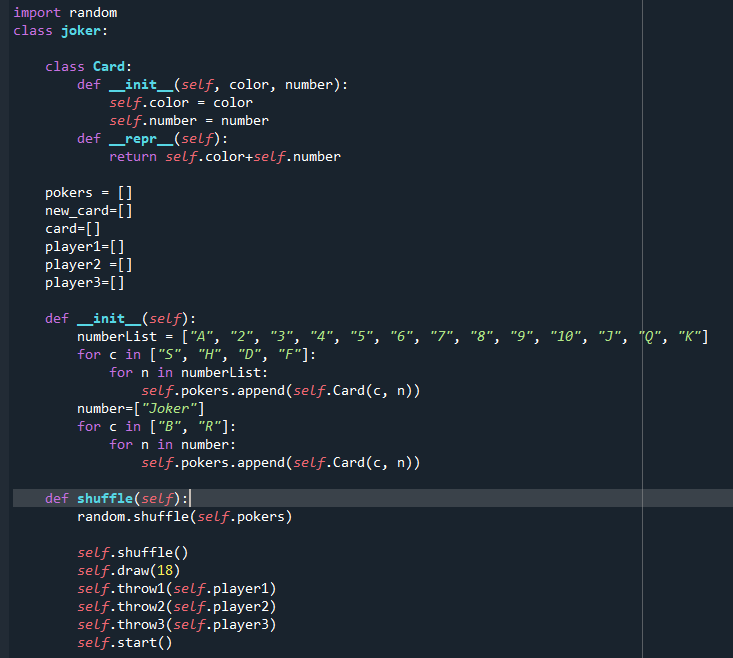 import random
class joker:
    class Card:
        def __init__(self, color, number):
            self.color = color
            self.number = number
        def __repr__(self):
            return self.color+self.number
    pokers = []
    new_card=[]
    card=[]
    player1=[]
    player2 =[]
    player3=[]
    def __init__(self):
        numberList = ["A", "2", "3", "4", "5", "6", "7", "8", "9", "10", "J", "Q", "K"]
        for c in ["S", "H", "D", "F"]:
            for n in numberList:
                self.pokers.append(self.Card(c, n))
        number=["Joker"]
        for c in ["B", "R"]:
            for n in number:
                self.pokers.append(self.Card(c, n))
    def shuffle(self):
        random.shuffle(self.pokers)
        self.shuffle()
        self.draw(18)
        self.throw1(self.player1)
        self.throw2(self.player2)
        self.throw3(self.player3)
        self.start()